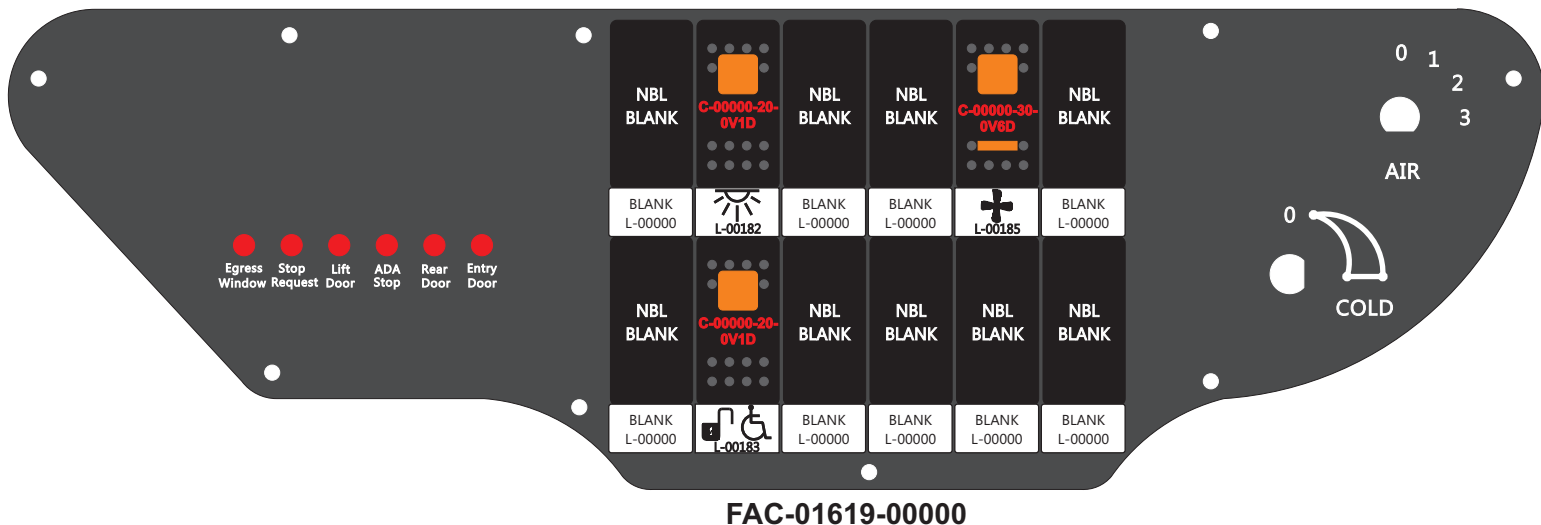 NBL
BLANK
C-00000-20-
0V1D
NBL
BLANK
NBL
BLANK
C-00000-30-
0V6D
NBL
BLANK
0
1
2
3
AIR
BLANK
L-00000
L-00182
BLANK
L-00000
BLANK
L-00000
L-00185
BLANK
L-00000
0
COLD
Egress
Window
Stop
Request
Lift
Door
ADA
Stop
Rear
Door
Entry
Door
NBL
BLANK
C-00000-20-
0V1D
NBL
BLANK
NBL
BLANK
NBL
BLANK
NBL
BLANK
BLANK
L-00000
L-00183
BLANK
L-00000
BLANK
L-00000
BLANK
L-00000
BLANK
L-00000
FAC-01619-00000